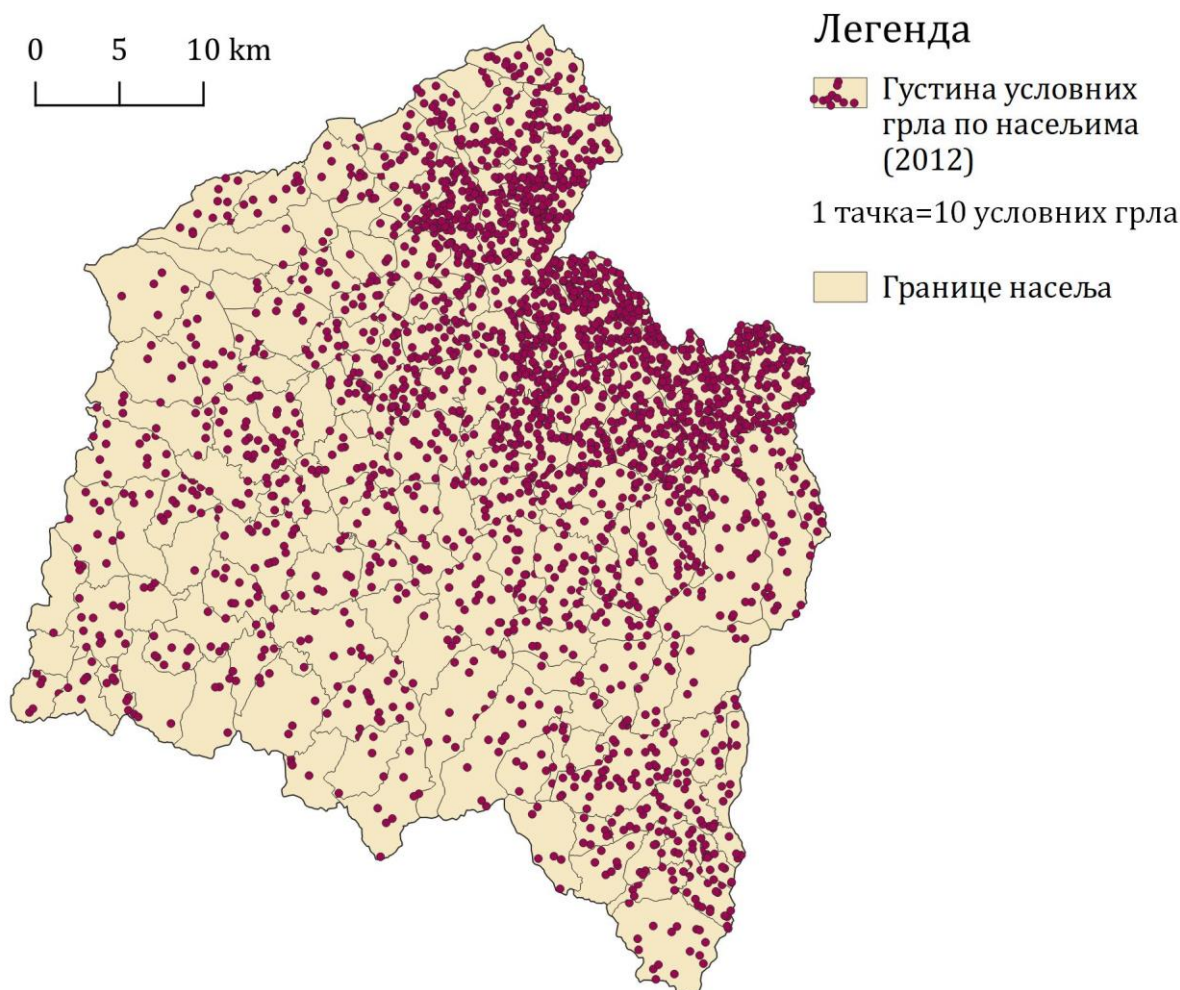 0 5 10 km
Легенда
Густина условних
грла по насељима
(2012)
1 тачка=10 условних грла
Границе насеља